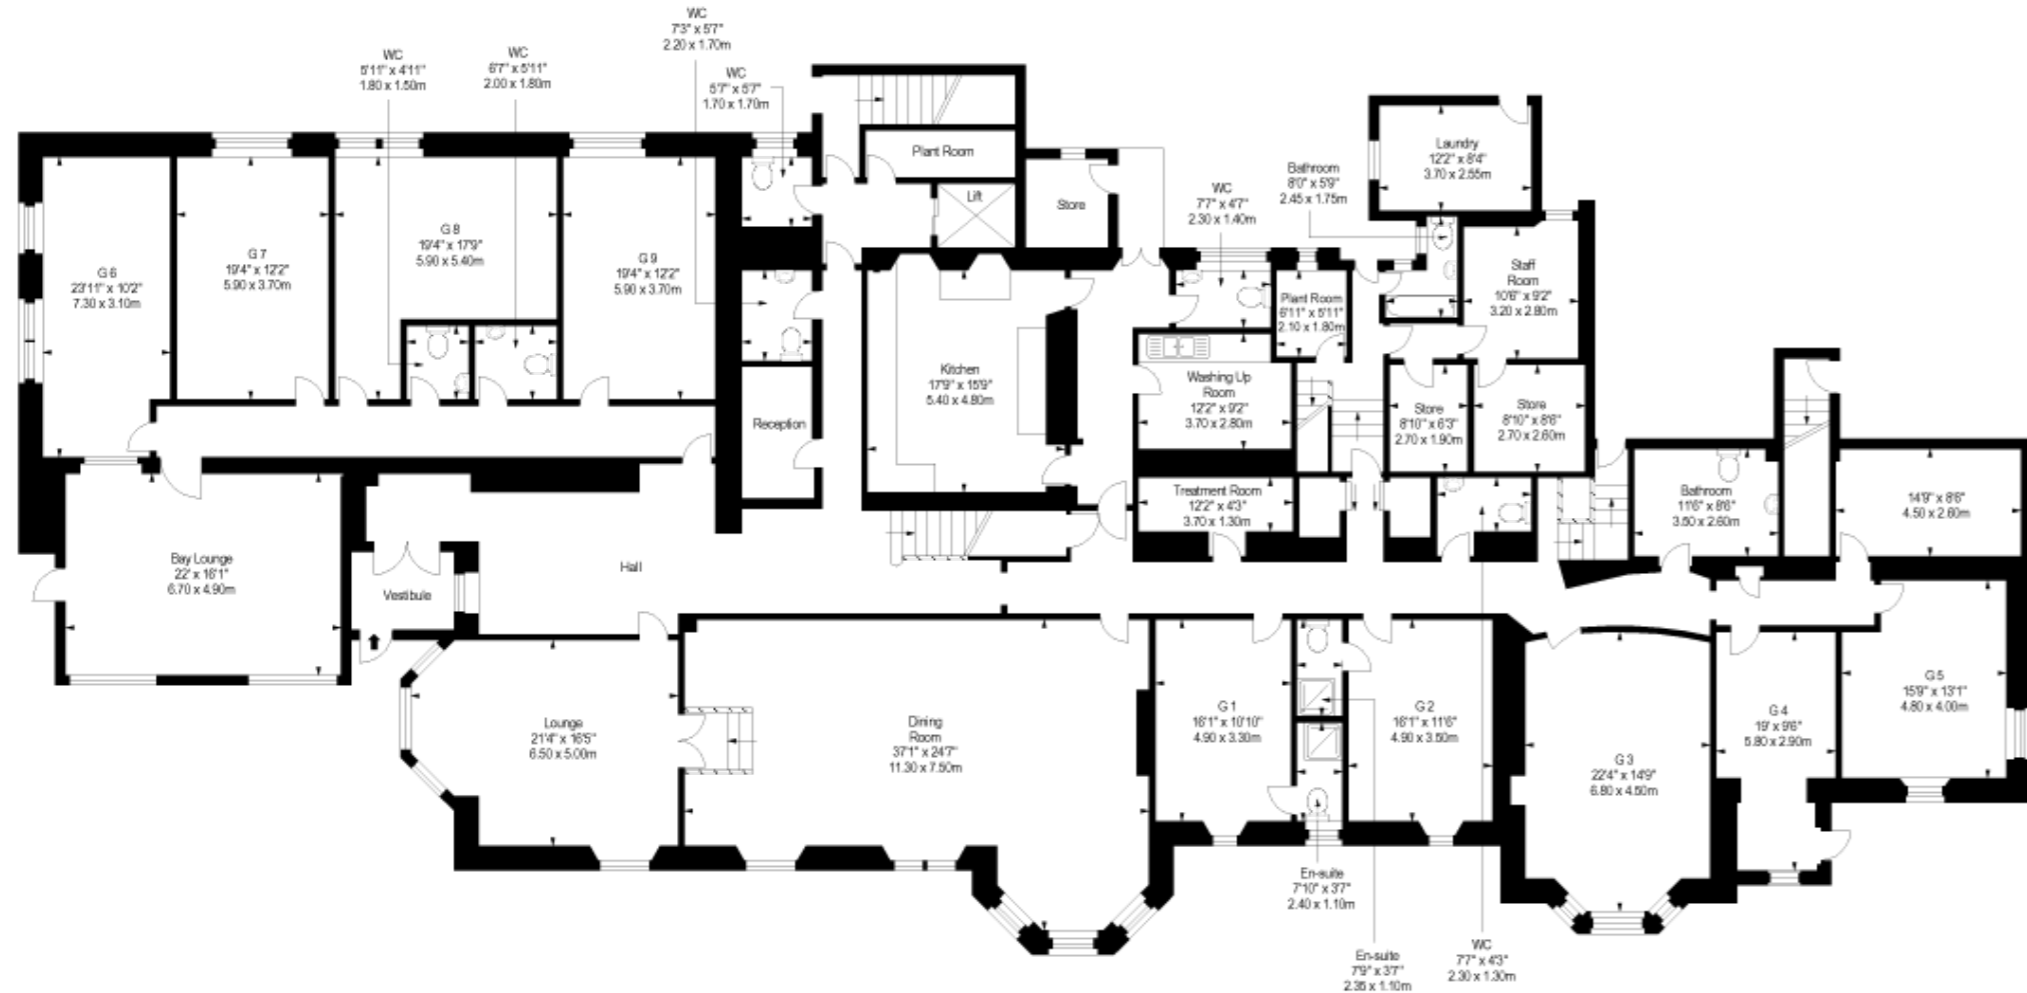 WC
7'3" x 5'7"
2.20 x 1.70m
WC
5'11" x 4'11"
1.80 x 1.50m
WC
6'7" x 5'11"
2.00 x 1.80m
WC
5'7" x 5'7"
1.70 x 1.70m
Plant Room
Lift
Store
WC
7'7" x 4'7"
2.30 x 1.40m
Bathroom
8'0" x 5'9"
2.45 x 1.75m
Laundry
12'2" x 8'4"
3.70 x 2.55m
G 6
23'11" x 10'2"
7.30 x 3.10m
G 7
19'4" x 12'2"
5.90 x 3.70m
G 8
19'4" x 17'9"
5.90 x 5.40m
G 9
19'4" x 12'2"
5.90 x 3.70m
Staff
Room
10'6" x 9'2"
3.20 x 2.80m
Plant Room
6'11" x 5'11"
2.10 x 1.80m
Kitchen
17'9" x 15'9"
5.40 x 4.80m
Washing Up
Room
12'2" x 9'2"
3.70 x 2.80m
Reception
Store
8'10" x 6'3"
2.70 x 1.90m
Store
8'10" x 8'6"
2.70 x 2.60m
Treatment Room
12'2" x 4'3"
3.70 x 1.30m
Bathroom
11'6" x 8'6"
3.50 x 2.60m
14'9" x 8'6"
4.50 x 2.60m
Bay Lounge
22' x 16'1"
6.70 x 4.90m
Vestibule
Hall
Lounge
21'4" x 16'5"
6.50 x 5.00m
Dining
Room
37'1" x 24'7"
11.30 x 7.50m
G 1
16'1" x 10'10"
4.90 x 3.30m
G 2
16'1" x 11'6"
4.90 x 3.50m
G 3
22'4" x 14'9"
6.80 x 4.50m
G 4
19' x 9'6"
5.80 x 2.90m
G 5
15'9" x 13'1"
4.80 x 4.00m
En-suite
7'10" x 3'7"
2.40 x 1.10m
En-suite
7'9" x 3'7"
2.35 x 1.10m
WC
7'7" x 4'3"
2.30 x 1.30m